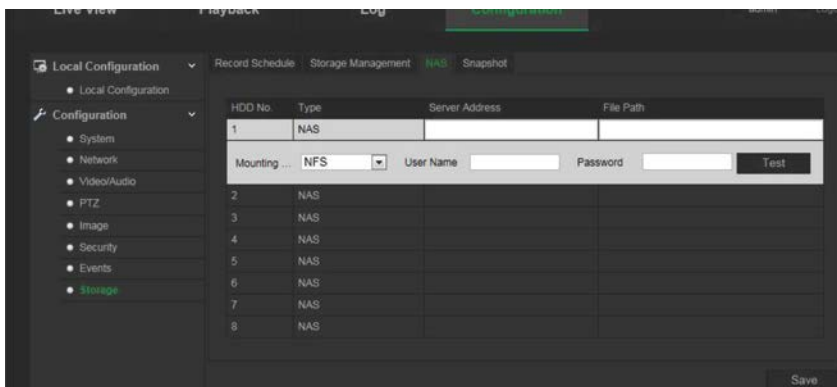 Live View Playback Log Configuration admin
Local Configuration Record Schedule Storage Management NAS Snapshot
Local Configuration
Configuration
System
Network
Video/Audio
PTZ
Image
Security
Events
Storage
HDD No. Type Server Address File Path
1 NAS
Mounting ... NFS User Name Password Test
2 NAS
3 NAS
4 NAS
5 NAS
6 NAS
7 NAS
8 NAS
Save